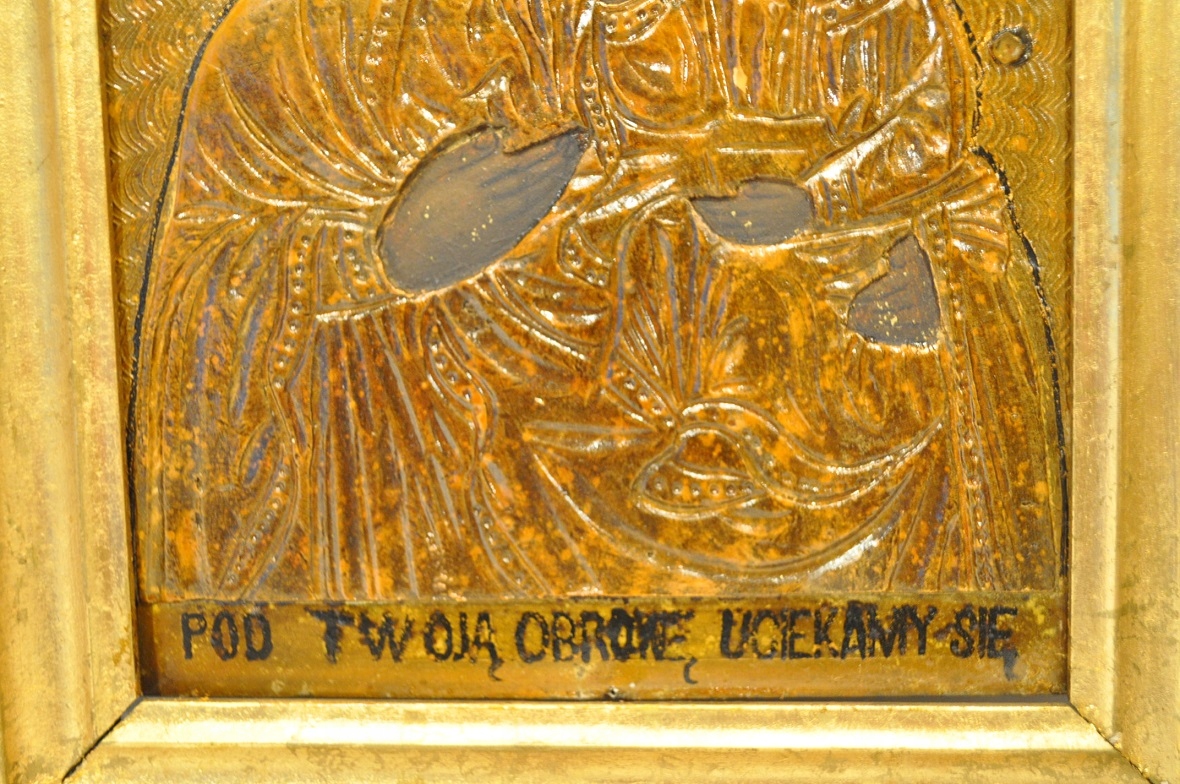 POD TWOJĄ OBRONĘ UCIEKAMY SIĘ